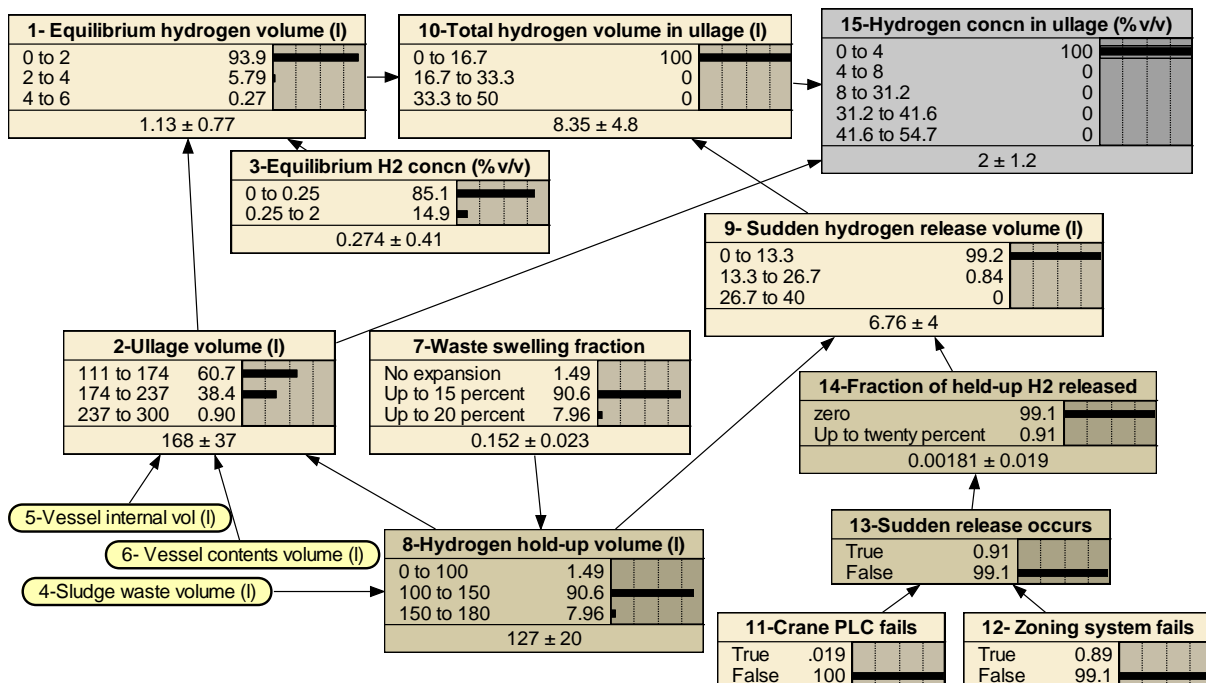 1- Equilibrium hydrogen volume (l)
0 to 2 93.9
2 to 4 5.79
4 to 6 0.27
1.13 ± 0.77
10-Total hydrogen volume in ullage (l)
0 to 16.7 100
16.7 to 33.3 0
33.3 to 50 0
8.35 ± 4.8
15-Hydrogen concn in ullage (%v/v)
0 to 4 100
4 to 8 0
8 to 31.2 0
31.2 to 41.6 0
41.6 to 54.7 0
2 ± 1.2
3-Equilibrium H2 concn (%v/v)
0 to 0.25 85.1
0.25 to 2 14.9
0.274 ± 0.41
9- Sudden hydrogen release volume (l)
0 to 13.3 99.2
13.3 to 26.7 0.84
26.7 to 40 0
6.76 ± 4
2-Ullage volume (l)
111 to 174 60.7
174 to 237 38.4
237 to 300 0.90
168 ± 37
7-Waste swelling fraction
No expansion 1.49
Up to 15 percent 90.6
Up to 20 percent 7.96
0.152 ± 0.023
14-Fraction of held-up H2 released
zero 99.1
Up to twenty percent 0.91
0.00181 ± 0.019
5-Vessel internal vol (l)
6- Vessel contents volume (l)
4-Sludge waste volume (l)
8-Hydrogen hold-up volume (l)
0 to 100 1.49
100 to 150 90.6
150 to 180 7.96
127 ± 20
13-Sudden release occurs
True 0.91
False 99.1
11-Crane PLC fails
True .019
False 100
12- Zoning system fails
True 0.89
False 99.1